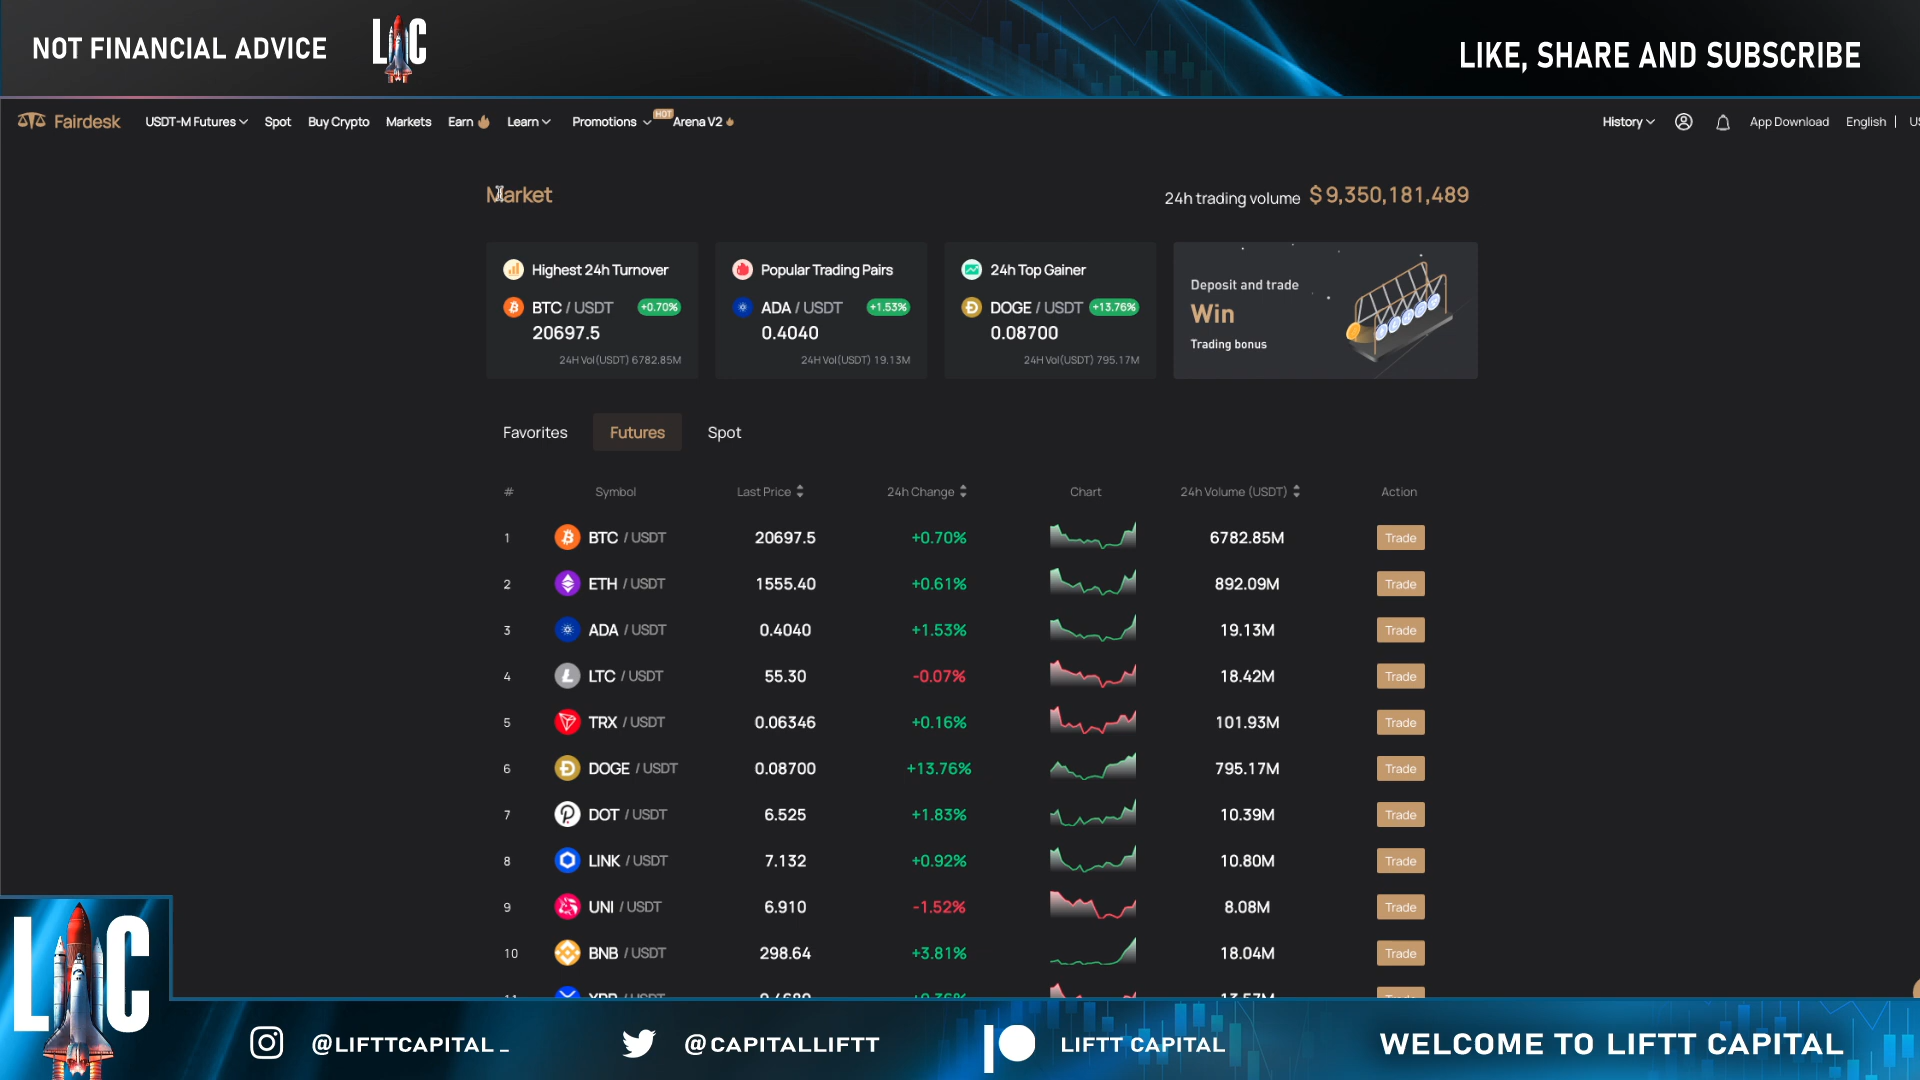 NOT FINANCIAL ADVICE
LC
LIKE, SHARE AND SUBSCRIBE
Fairdesk
USDT-M Futures
Spot
Buy Crypto
Markets
Earn
Learn
Promotions
HOT
Arena V2
History
App Download
English |
Market
24h trading volume $ 9,350,181,489
Highest 24h Turnover
BTC / USDT +0.70%
20697.5
24H Vol(USDT) 6782.85M
Popular Trading Pairs
ADA / USDT +1.53%
0.4040
24H Vol(USDT) 19.13M
24h Top Gainer
DOGE / USDT +13.76%
0.08700
24H Vol(USDT) 795.17M
Deposit and trade
Win
Trading bonus
Favorites Futures Spot
# Symbol Last Price 24h Change Chart 24h Volume (USDT) Action
1 BTC / USDT 20697.5 +0.70% 6782.85M Trade
2 ETH / USDT 1555.40 +0.61% 892.09M Trade
3 ADA / USDT 0.4040 +1.53% 19.13M Trade
4 LTC / USDT 55.30 -0.07% 18.42M Trade
5 TRX / USDT 0.06346 +0.16% 101.93M Trade
6 DOGE / USDT 0.08700 +13.76% 795.17M Trade
7 DOT / USDT 6.525 +1.83% 10.39M Trade
8 LINK / USDT 7.132 +0.92% 10.80M Trade
9 UNI / USDT 6.910 -1.52% 8.08M Trade
10 BNB / USDT 298.64 +3.81% 18.04M Trade
LC
@LIFTTCAPITAL_
@CAPITALLIFTT
LIFTT CAPITAL
WELCOME TO LIFTT CAPITAL